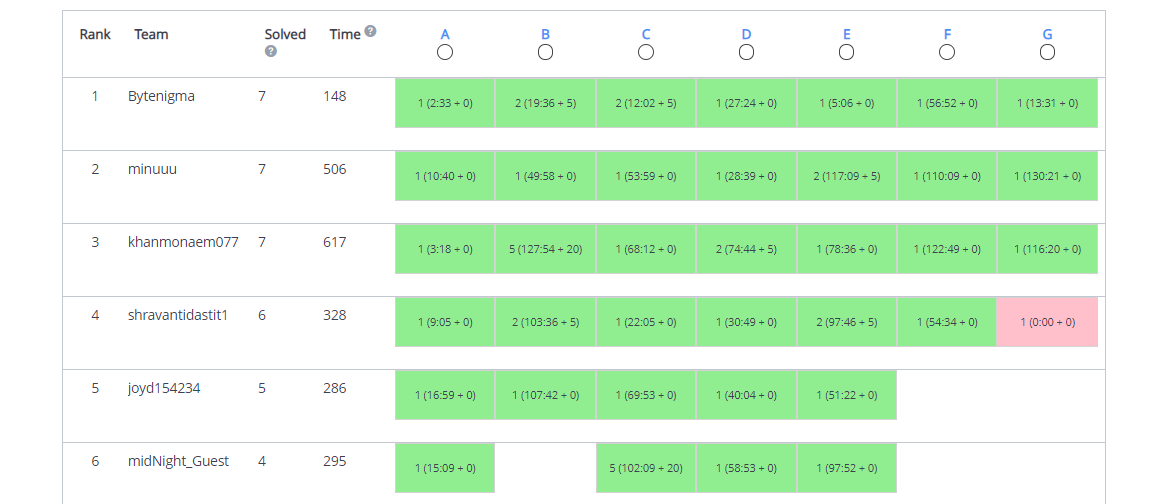 Rank Team Solved ? Time ? A B C D E F G
1 Bytenigma 7 148 1 (2:33 + 0) 2 (19:36 + 5) 2 (12:02 + 5) 1 (27:24 + 0) 1 (5:06 + 0) 1 (56:52 + 0) 1 (13:31 + 0)
2 minuuu 7 506 1 (10:40 + 0) 1 (49:58 + 0) 1 (53:59 + 0) 1 (28:39 + 0) 2 (117:09 + 5) 1 (110:09 + 0) 1 (130:21 + 0)
3 khanmonaem077 7 617 1 (3:18 + 0) 5 (127:54 + 20) 1 (68:12 + 0) 2 (74:44 + 5) 1 (78:36 + 0) 1 (122:49 + 0) 1 (116:20 + 0)
4 shravantidastit1 6 328 1 (9:05 + 0) 2 (103:36 + 5) 1 (22:05 + 0) 1 (30:49 + 0) 2 (97:46 + 5) 1 (54:34 + 0) 1 (0:00 + 0)
5 joyd154234 5 286 1 (16:59 + 0) 1 (107:42 + 0) 1 (69:53 + 0) 1 (40:04 + 0) 1 (51:22 + 0)
6 midNight_Guest 4 295 1 (15:09 + 0) 5 (102:09 + 20) 1 (58:53 + 0) 1 (97:52 + 0)